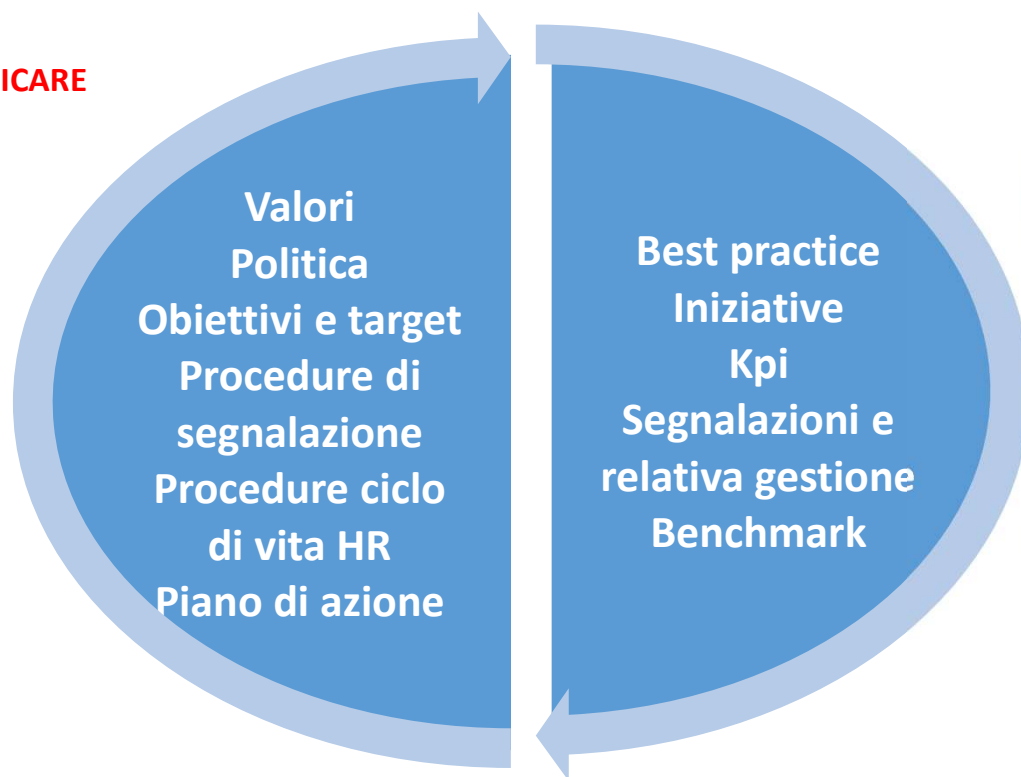 ICARE
Valori
Politica
Obiettivi e target
Procedure di
segnalazione
Procedure ciclo
di vita HR
Piano di azione
Best practice
Iniziative
Kpi
Segnalazioni e
relativa gestione
Benchmark